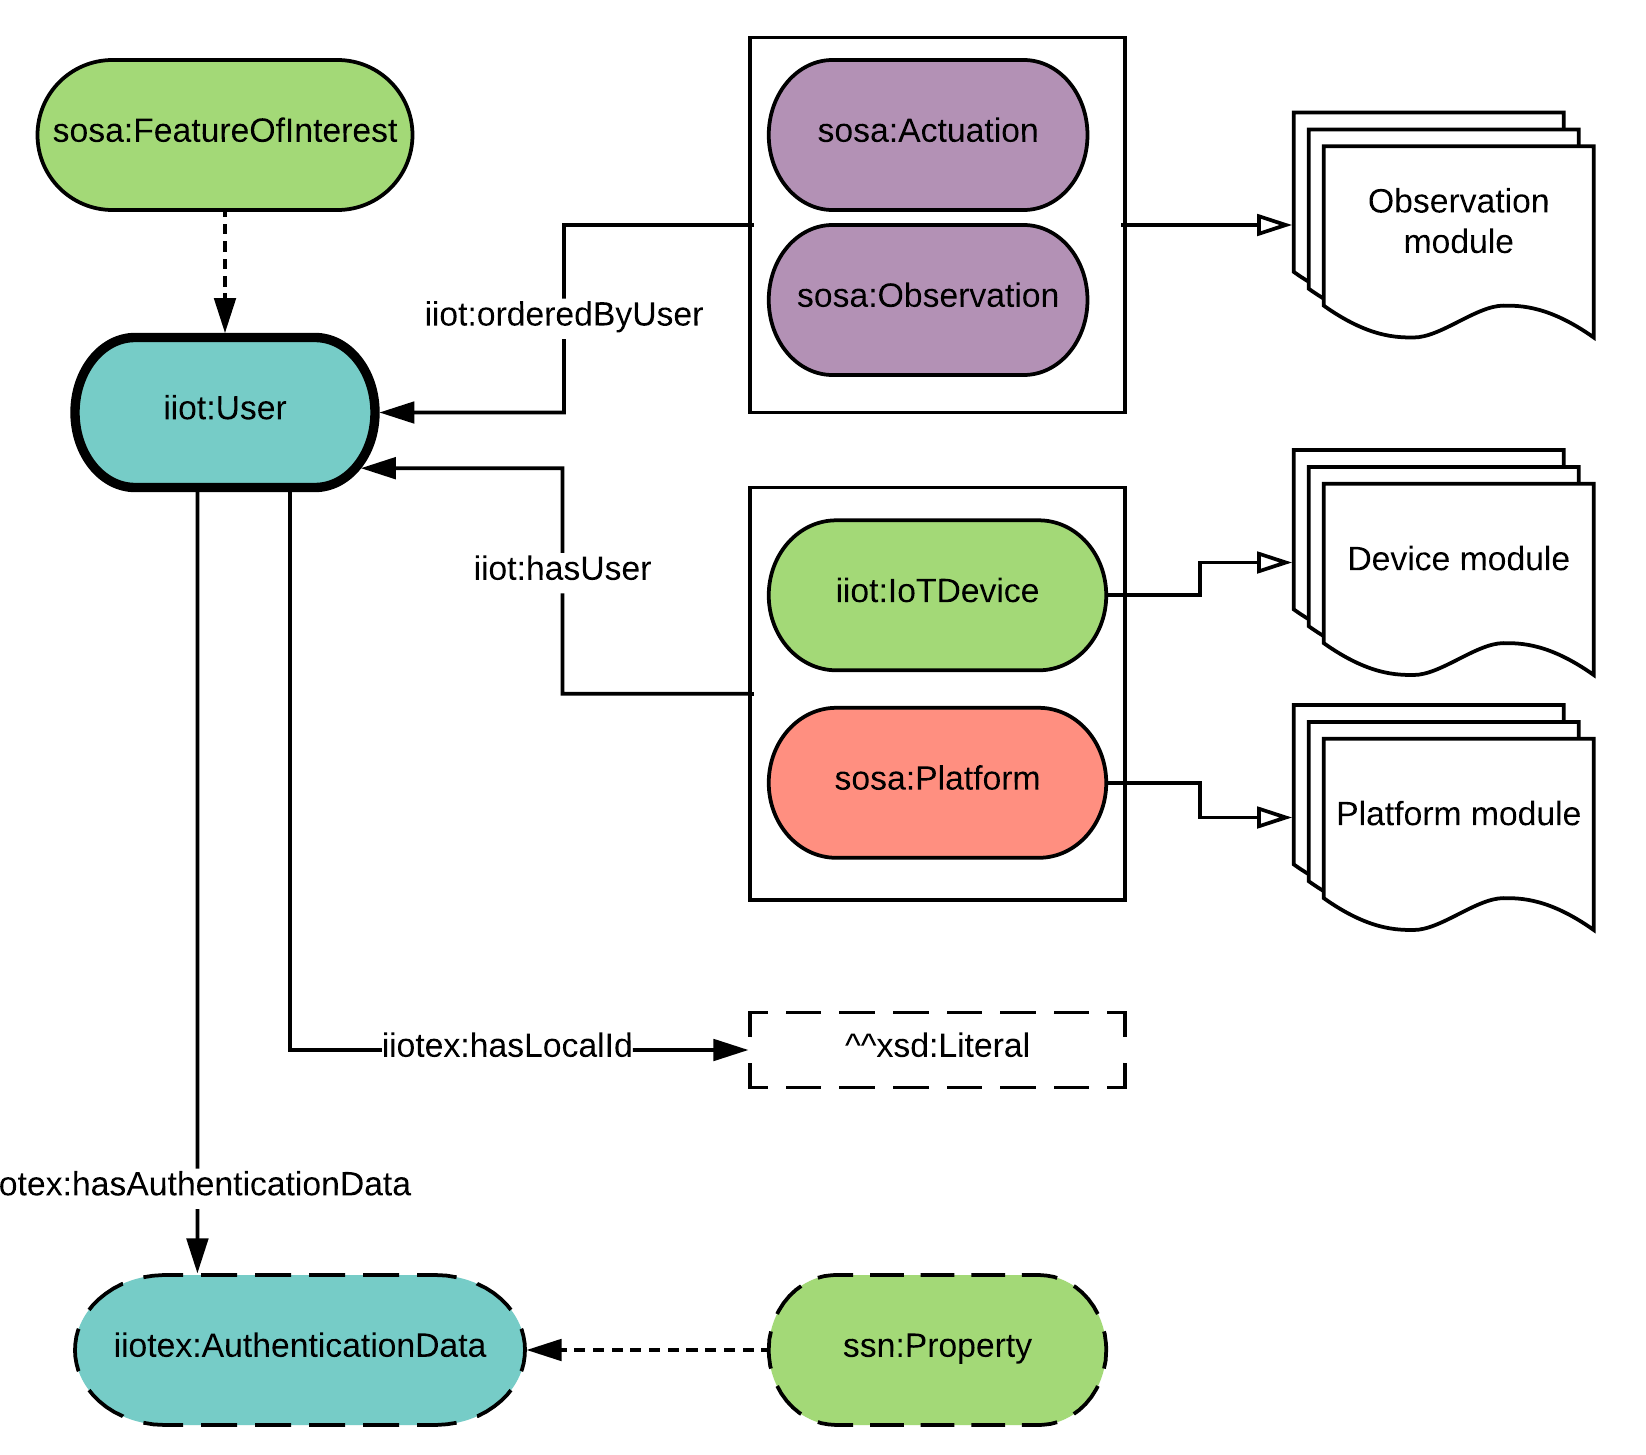 sosa:FeatureOfInterest
sosa:Actuation
sosa:Observation
Observation
module
iiot:orderedByUser
iiot:User
iiot:hasUser
iiot:IoTDevice
Device module
sosa:Platform
Platform module
iiotex:hasLocalId
^^xsd:Literal
otex:hasAuthenticationData
iiotex:AuthenticationData
ssn:Property